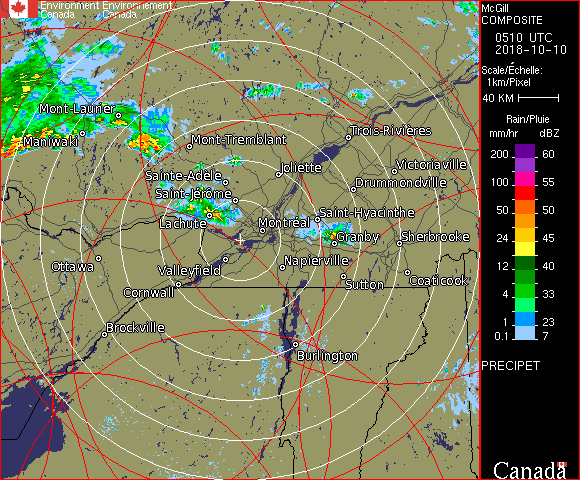 Environment Environnement
Canada Canada
McGill
COMPOSITE
0510 UTC
2018-10-10
Scale/Échelle:
1km/Pixel
40 KM
Rain/Pluie
mm/hr dBZ
200 60
100 55
50 50
24 45
12 40
4 33
1 23
0.1 7
PRECIPET
Canada
Mont-Laurier
Maniwaki
Mont-Tremblant
Trois-Rivières
Sainte-Adèle
Joliette
Victoriaville
Saint-Jérôme
Drummondville
Lachute
Montréal
Saint-Hyacinthe
Granby
Sherbrooke
Ottawa
Valleyfield
Napierville
Cornwall
Sutton
Coaticook
Brockville
Burlington